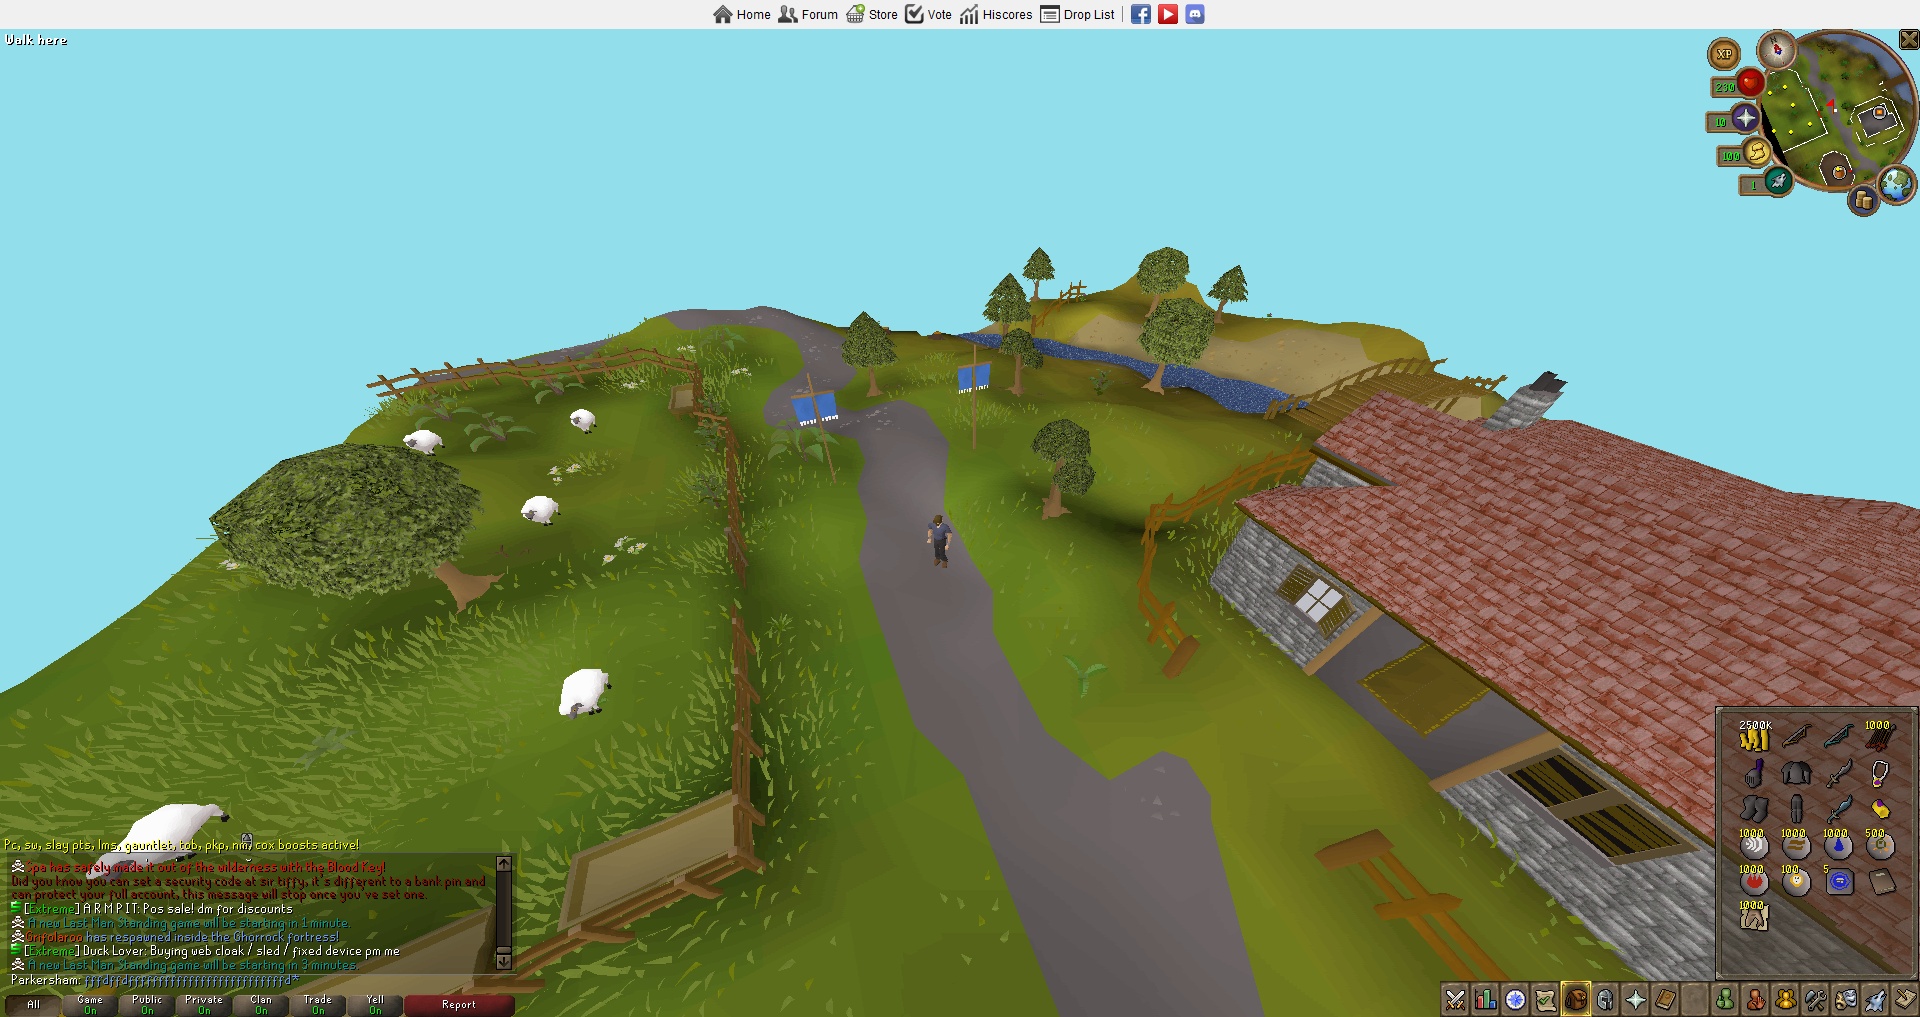 Home Forum Store Vote Hiscores Drop List
Walk here
XP
230
10
100
1
2500K 1000
1000 1000 1000 500
1000 100 5
1000
Pc, sw, slay pts, lms, gauntlet, tob, pkp, nm, cox boosts active!
Spa has safely made it out of the wilderness with the Blood Key!
Did you know you can set a security code at sir tiffy, it's different to a bank pin and
can protect your full account, this message will stop once you've set one.
[Extreme] A R M P I T: Pos sale! dm for discounts
A new Last Man Standing game will be starting in 1 minute.
Grifolaroo has respawned inside the Ghorrock fortress!
[Extreme] Duck Lover: Buying web cloak / sled / fixed device pm me
A new Last Man Standing game will be starting in 3 minutes.
Parkersham:
All Game On Public On Private On Clan On Trade On Yell On Report